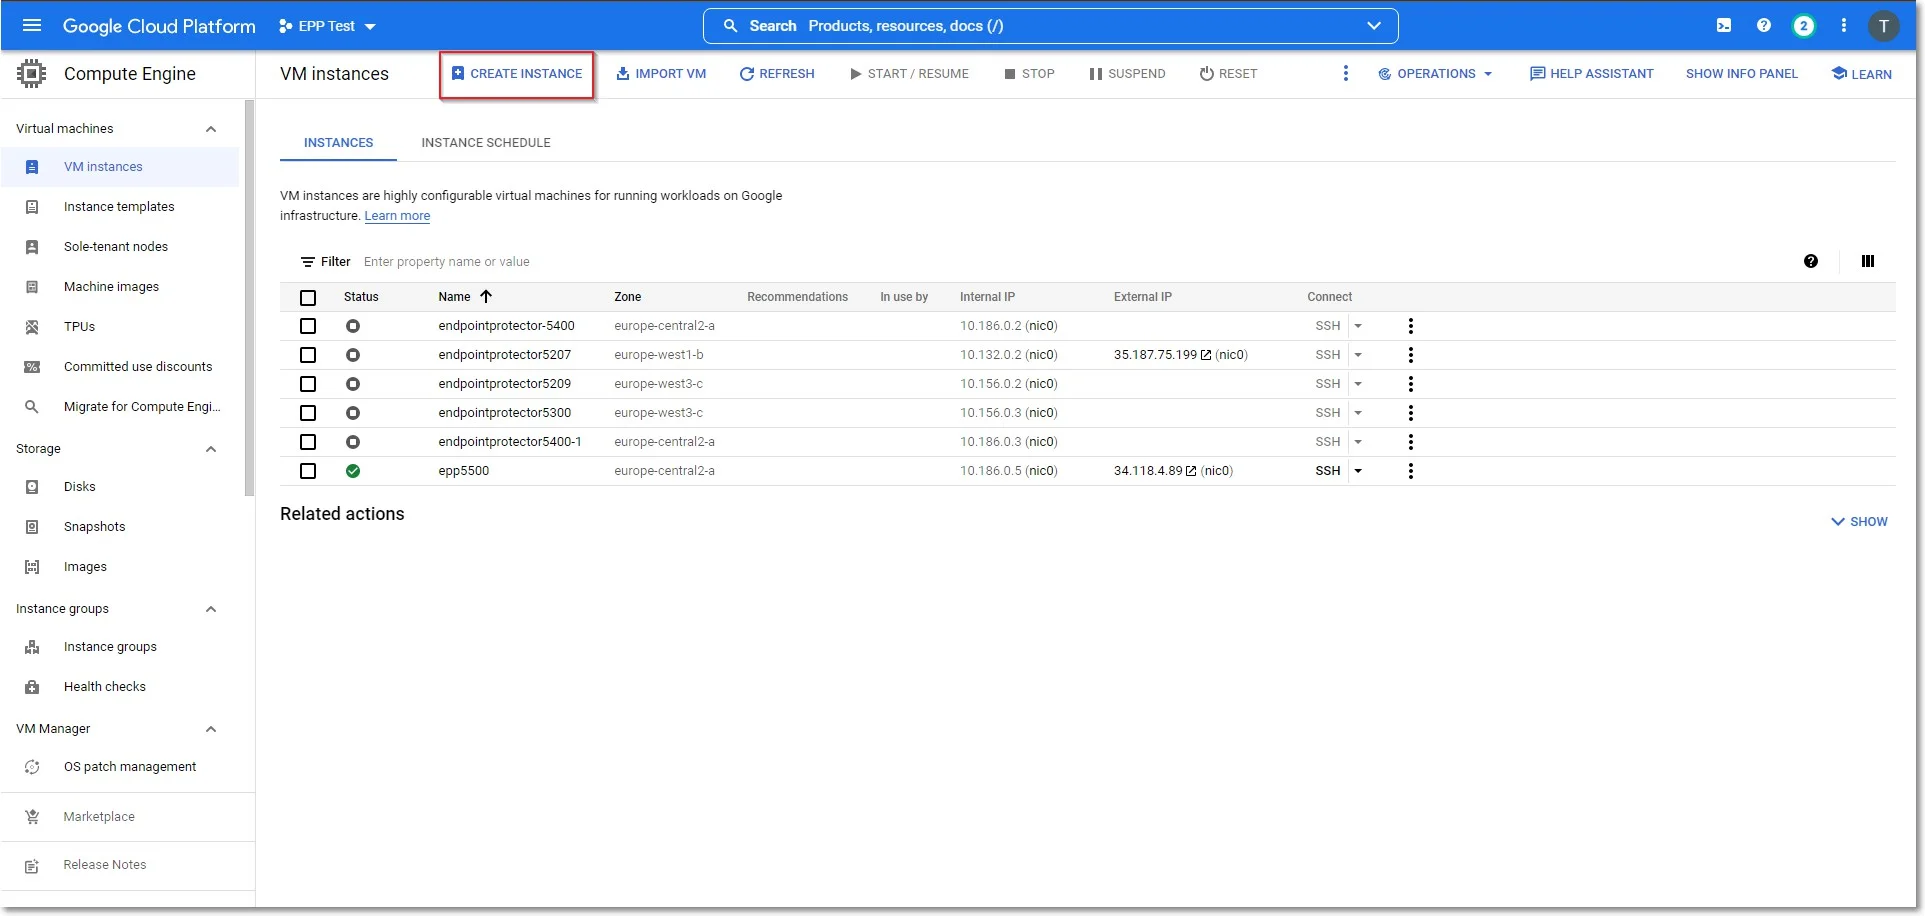 Google Cloud Platform
EPP Test
Search Products, resources, docs (/)
2
T
Compute Engine
VM instances
CREATE INSTANCE
IMPORT VM
REFRESH
START / RESUME
STOP
SUSPEND
RESET
OPERATIONS
HELP ASSISTANT
SHOW INFO PANEL
LEARN
Virtual machines
VM instances
Instance templates
Sole-tenant nodes
Machine images
TPUs
Committed use discounts
Migrate for Compute Engi...
Storage
Disks
Snapshots
Images
Instance groups
Instance groups
Health checks
VM Manager
OS patch management
Marketplace
Release Notes
INSTANCES
INSTANCE SCHEDULE
VM instances are highly configurable virtual machines for running workloads on Google
infrastructure. Learn more
Filter Enter property name or value
Status Name Zone Recommendations In use by Internal IP External IP Connect
endpointprotector-5400 europe-central2-a 10.186.0.2 (nic0) SSH
endpointprotector5207 europe-west1-b 10.132.0.2 (nic0) 35.187.75.199 (nic0) SSH
endpointprotector5209 europe-west3-c 10.156.0.2 (nic0) SSH
endpointprotector5300 europe-west3-c 10.156.0.3 (nic0) SSH
endpointprotector5400-1 europe-central2-a 10.186.0.3 (nic0) SSH
epp5500 europe-central2-a 10.186.0.5 (nic0) 34.118.4.89 (nic0) SSH
Related actions
SHOW